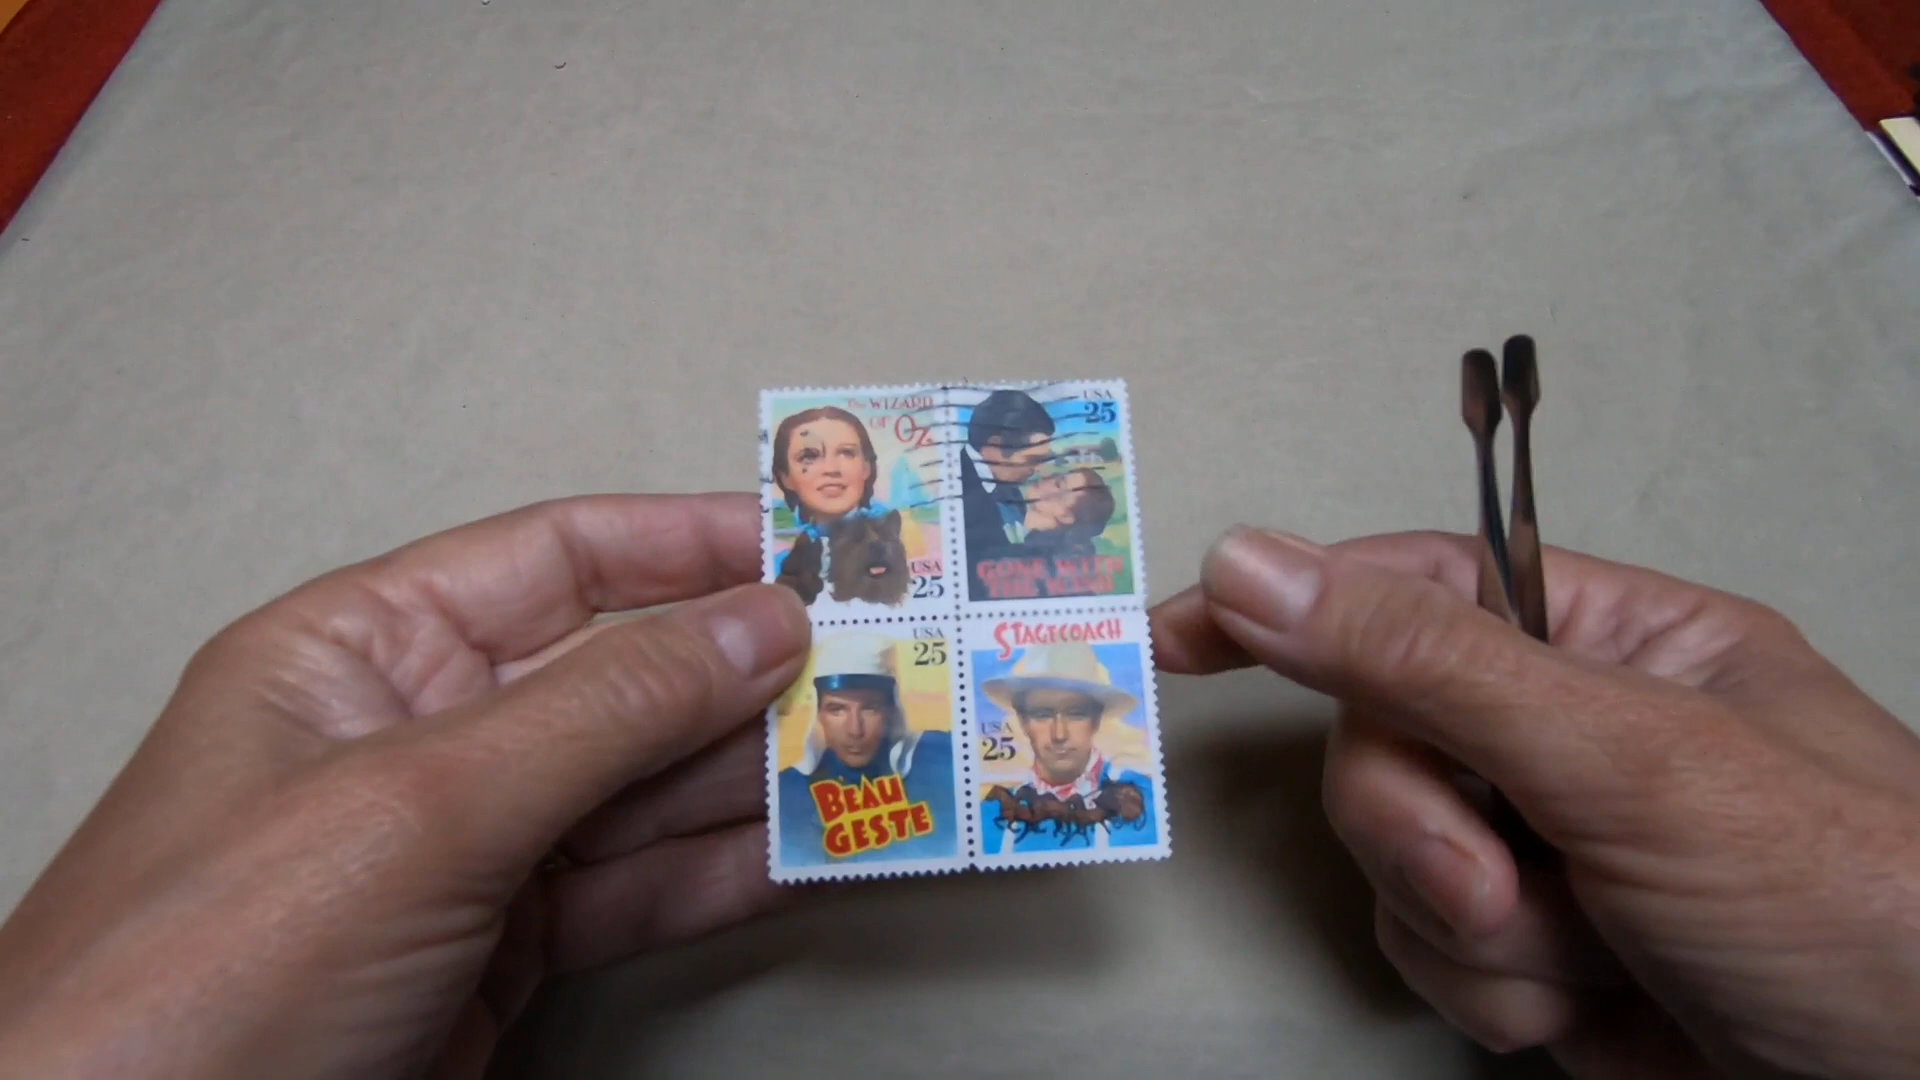 The WIZARD
OF OZ
USA
25
USA
25
GONE WITH
THE WIND
USA
25
BEAU
GESTE
STAGECOACH
USA
25